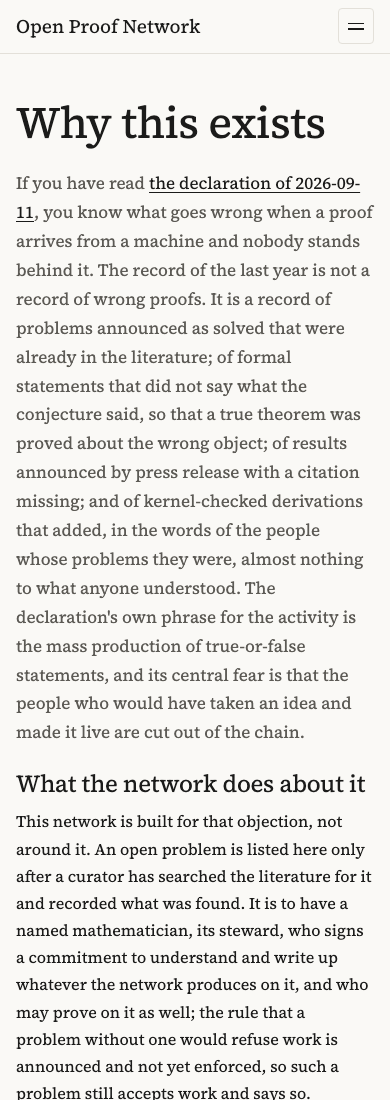 Open Proof Network
Why this exists
If you have read the declaration of 2026-09-
11, you know what goes wrong when a proof
arrives from a machine and nobody stands
behind it. The record of the last year is not a
record of wrong proofs. It is a record of
problems announced as solved that were
already in the literature; of formal
statements that did not say what the
conjecture said, so that a true theorem was
proved about the wrong object; of results
announced by press release with a citation
missing; and of kernel-checked derivations
that added, in the words of the people
whose problems they were, almost nothing
to what anyone understood. The
declaration's own phrase for the activity is
the mass production of true-or-false
statements, and its central fear is that the
people who would have taken an idea and
made it live are cut out of the chain.
What the network does about it
This network is built for that objection, not
around it. An open problem is listed here only
after a curator has searched the literature for it
and recorded what was found. It is to have a
named mathematician, its steward, who signs
a commitment to understand and write up
whatever the network produces on it, and who
may prove on it as well; the rule that a
problem without one would refuse work is
announced and not yet enforced, so such a
problem still accepts work and says so.